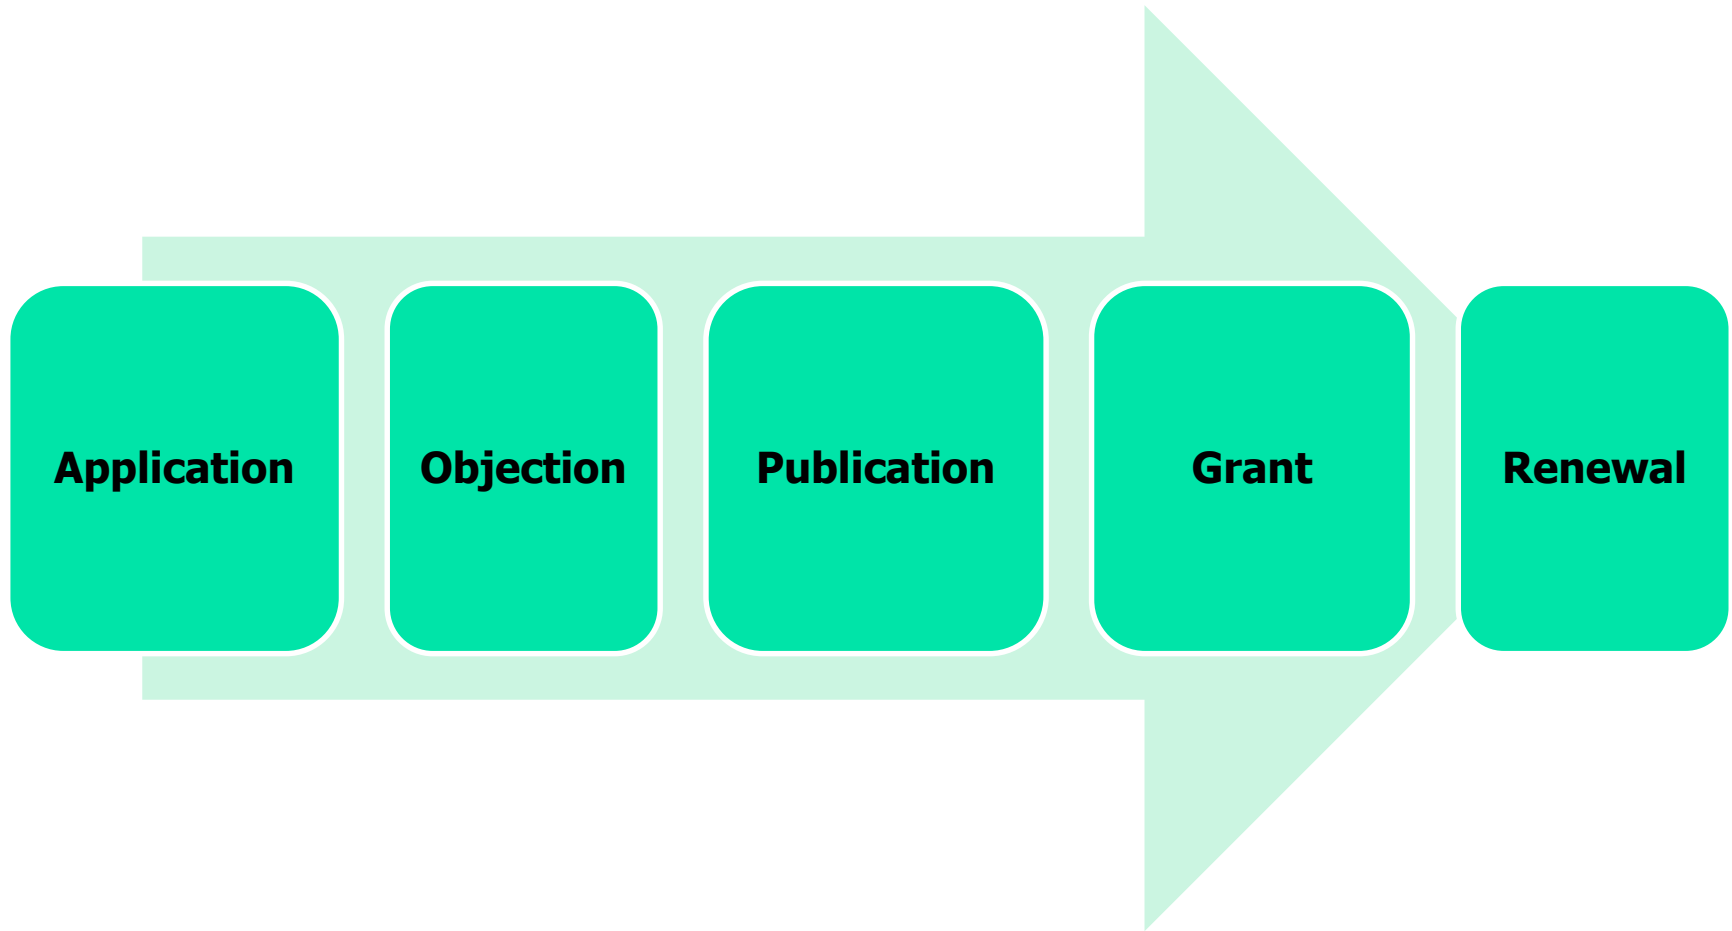 Application
Objection
Publication
Grant
Renewal